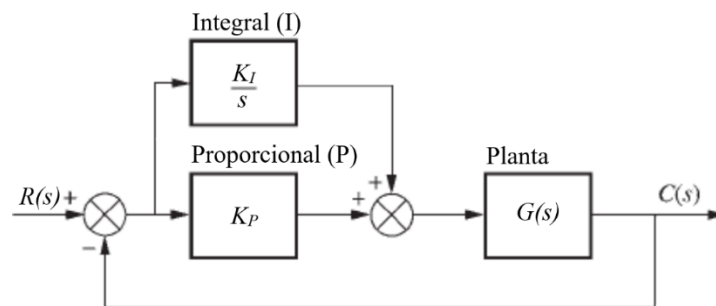 Integral (I)
K_I
s
Proporcional (P)
Planta
R(s) +
−
K_P
+
+
G(s)
C(s)